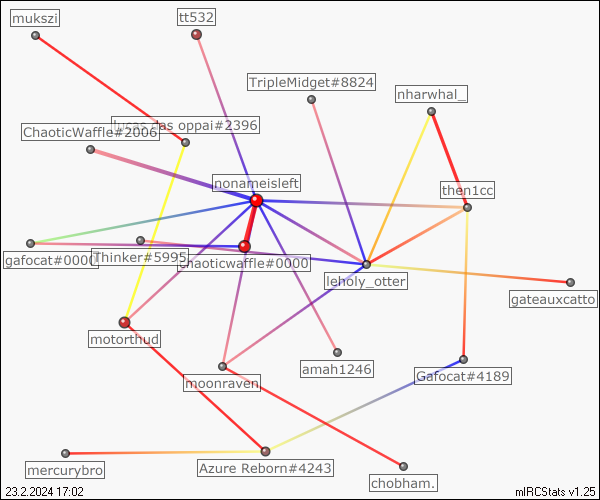 mukszi
tt532
TripleMidget#8824
nharwhal_
lucas das oppai#2396
ChaoticWaffle#2006
nonameisleft
then1cc
gafocat#0000
Thinker#5995
chaoticwaffle#0000
leholy_otter
gateauxcatto
motorthud
moonraven
amah1246
Gafocat#4189
mercurybro
Azure Reborn#4243
chobham.
23.2.2024 17:02
mIRCStats v1.25